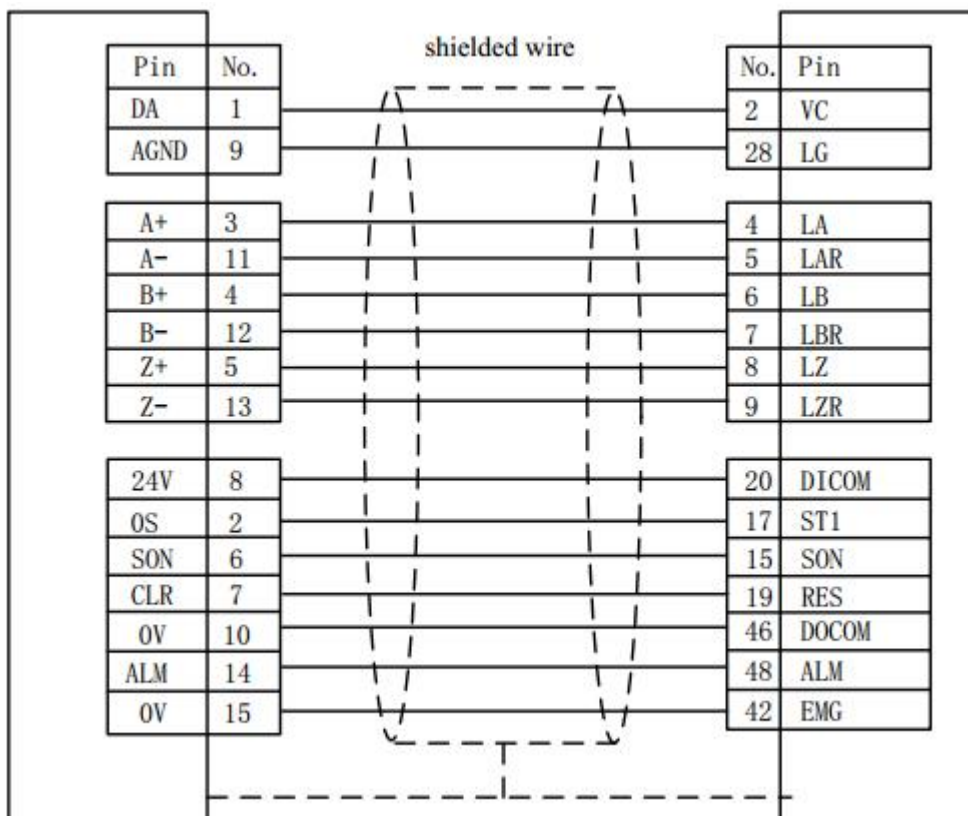 shielded wire
Pin No. No. Pin
DA 1 2 VC
AGND 9 28 LG
A+ 3 4 LA
A- 11 5 LAR
B+ 4 6 LB
B- 12 7 LBR
Z+ 5 8 LZ
Z- 13 9 LZR
24V 8 20 DICOM
OS 2 17 ST1
SON 6 15 SON
CLR 7 19 RES
0V 10 46 DOCOM
ALM 14 48 ALM
0V 15 42 EMG